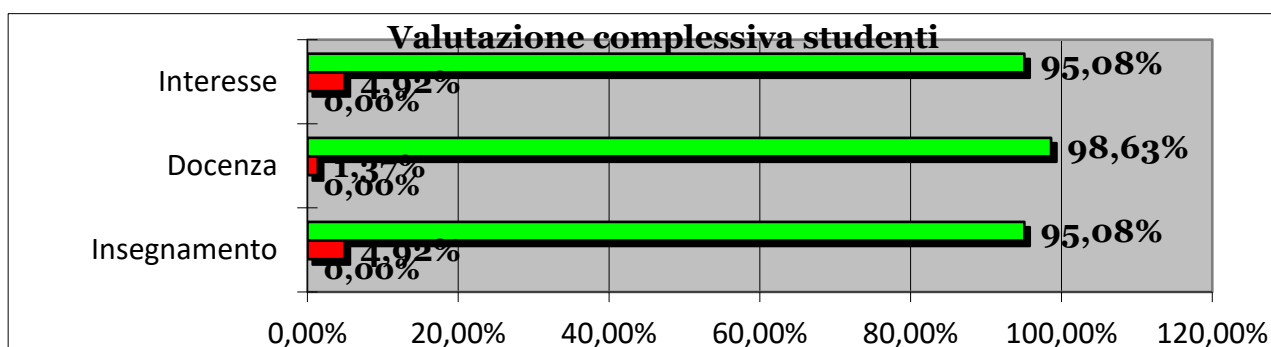 Valutazione complessiva studenti
Interesse
95,08%
4,92%
0,00%
Docenza
98,63%
1,37%
0,00%
Insegnamento
95,08%
4,92%
0,00%
0,00% 20,00% 40,00% 60,00% 80,00% 100,00% 120,00%